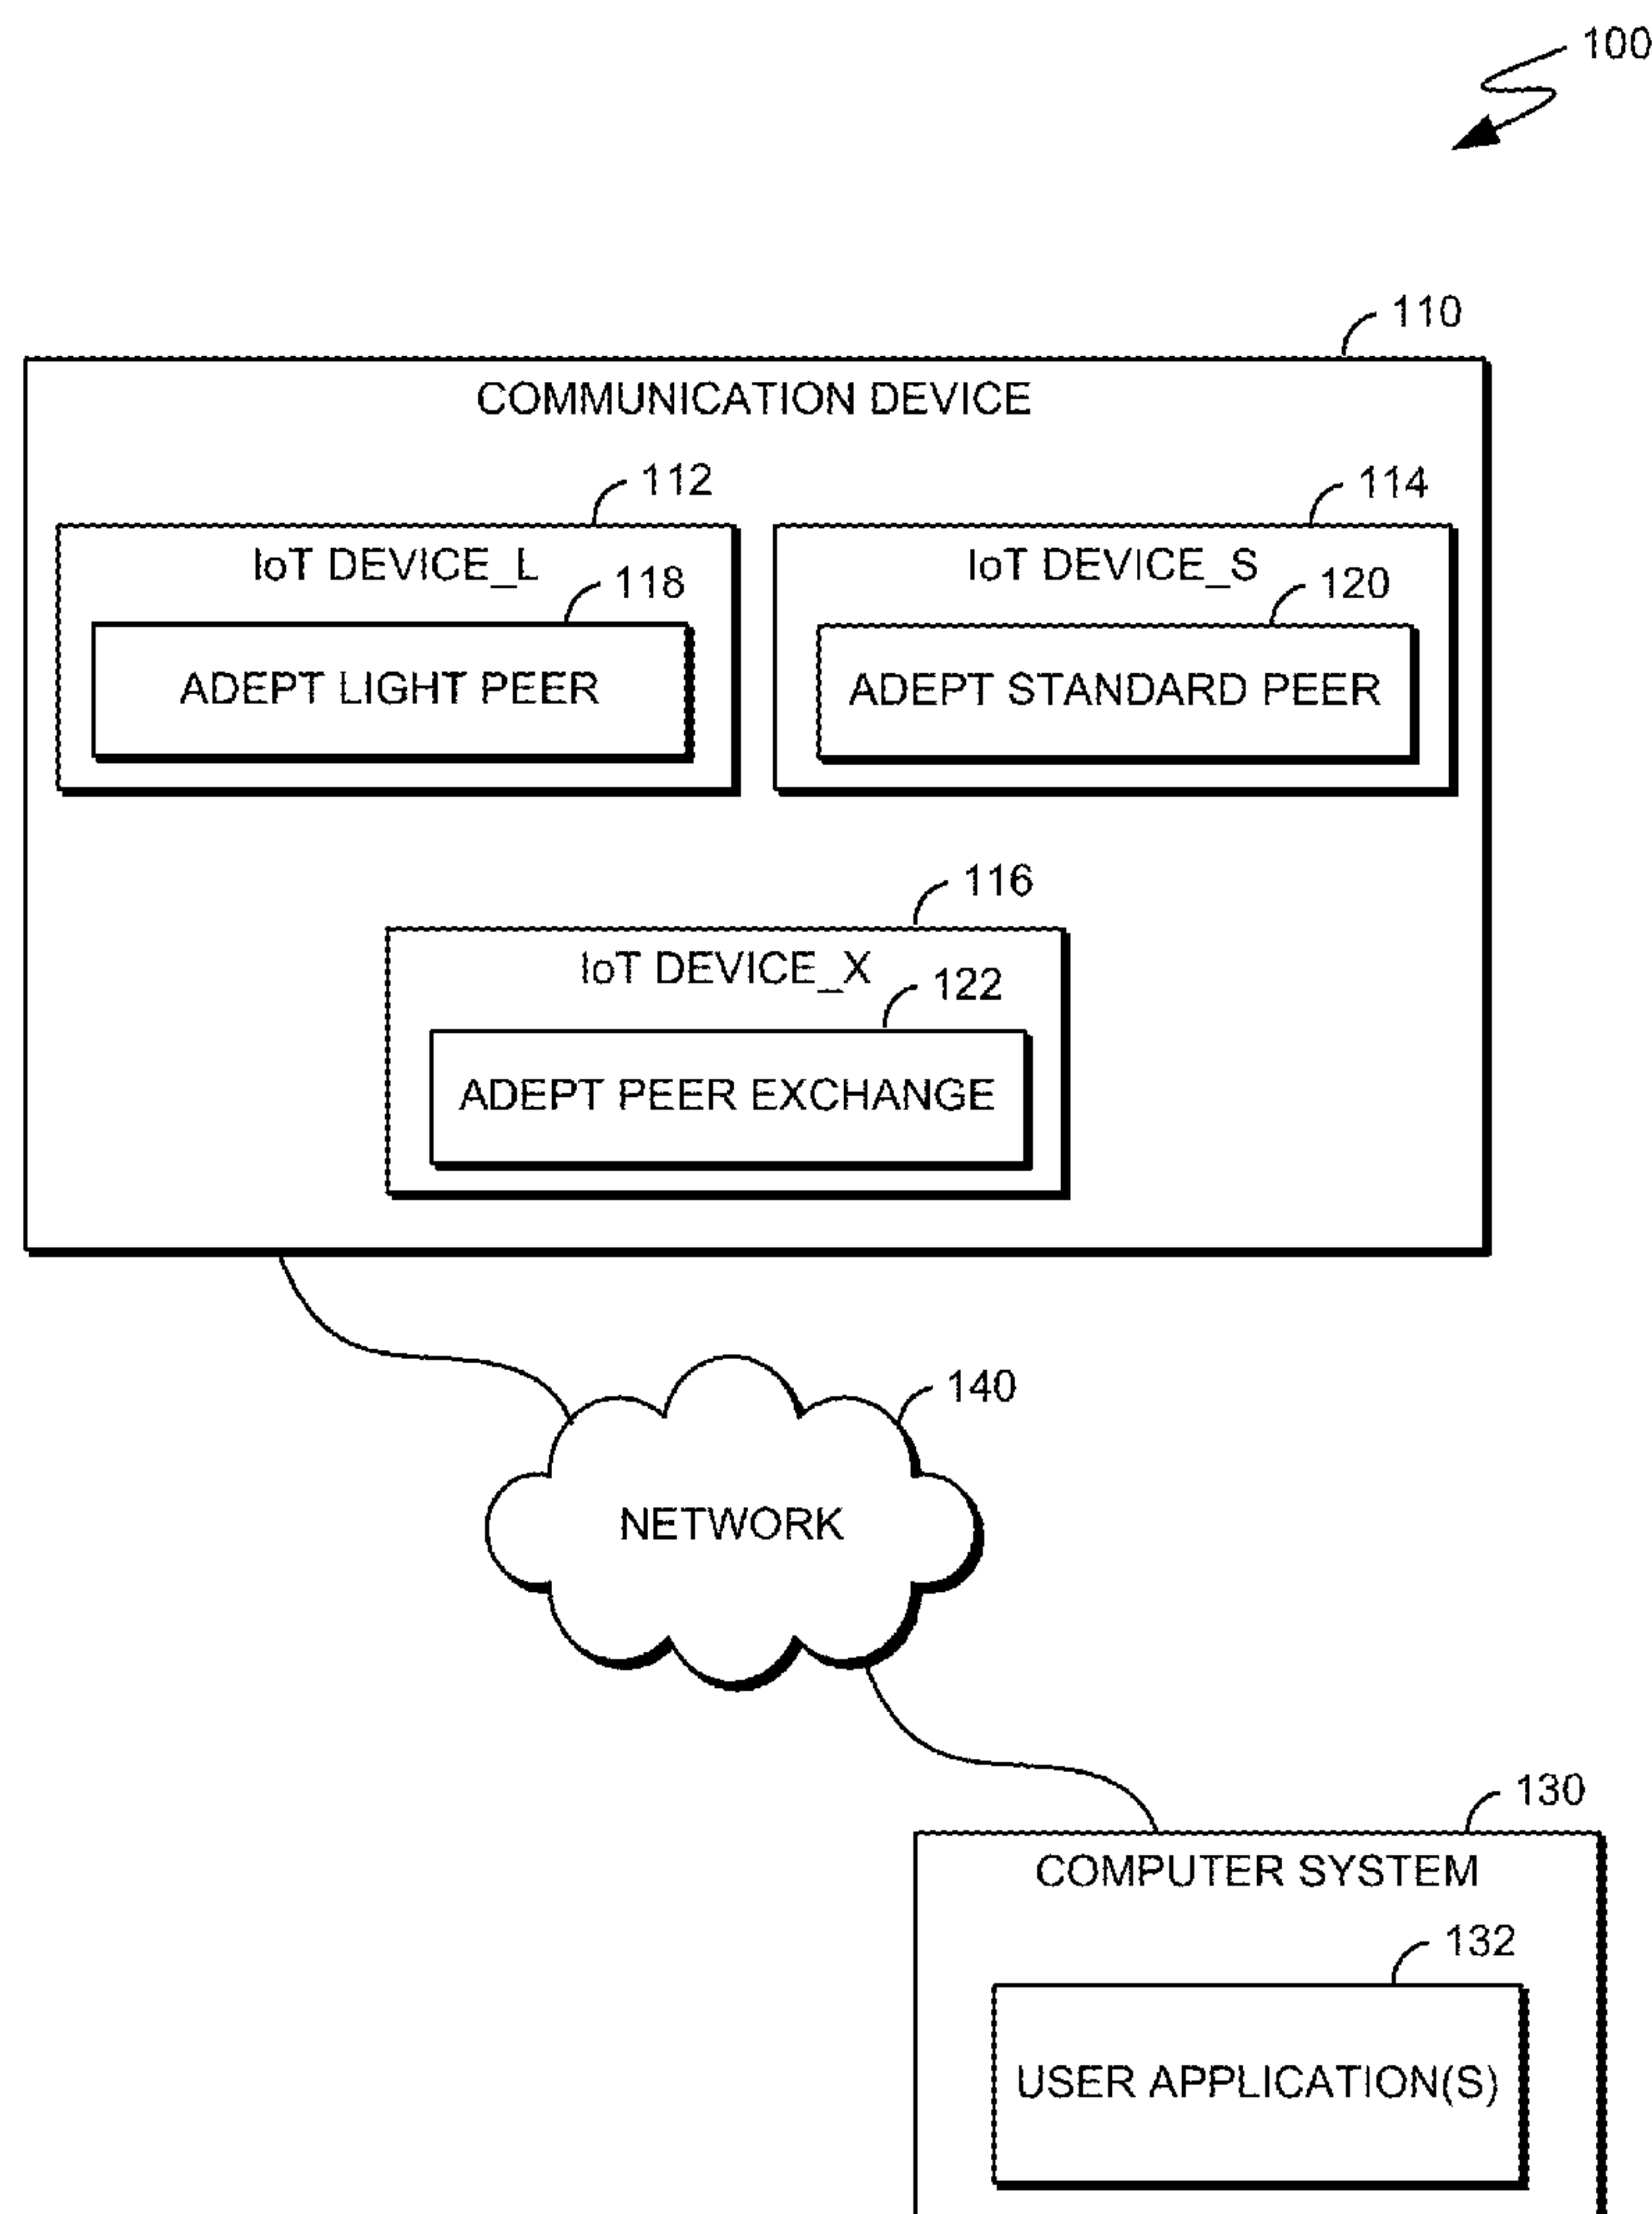 100
110
COMMUNICATION DEVICE
112
114
IoT DEVICE_L
IoT DEVICE_S
118
120
ADEPT LIGHT PEER
ADEPT STANDARD PEER
116
IoT DEVICE_X
122
ADEPT PEER EXCHANGE
140
NETWORK
130
COMPUTER SYSTEM
132
USER APPLICATION(S)